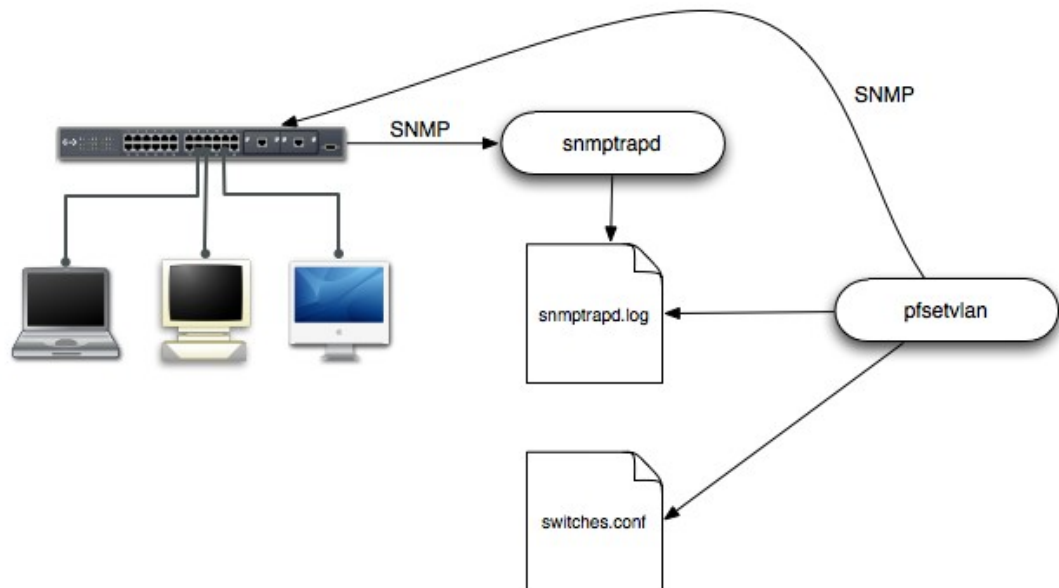 SNMP
SNMP
snmptrapd
snmptrapd.log
pfsetvlan
switches.conf